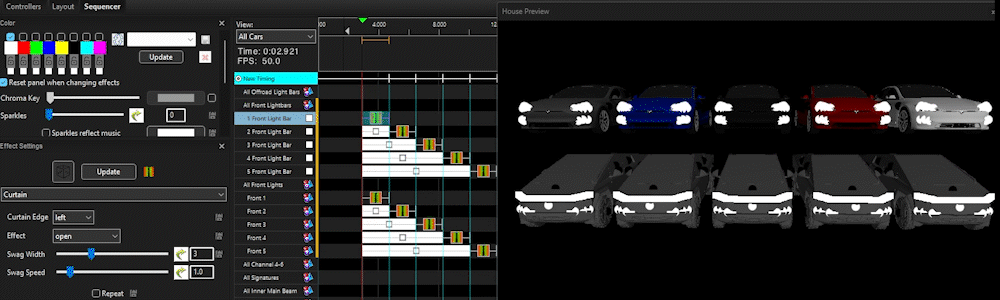 Controllers Layout Sequencer
Color
Update
Reset panel when changing effects
Chroma Key
Sparkles 0
Sparkles reflect music
Effect Settings
Update
Curtain
Curtain Edge left
Effect open
Swag Width 3
Swag Speed 1.0
Repeat
View:
All Cars
Time: 0:02.921
FPS: 50.0
4.000 8.000
New Timing
All Offroad Light Bars
All Front Lightbars
1 Front Light Bar
2 Front Light Bar
3 Front Light Bar
4 Front Light Bar
5 Front Light Bar
All Front Lights
Front 1
Front 2
Front 3
Front 4
Front 5
All Channel 4-6
All Signatures
All Inner Main Beam
House Preview